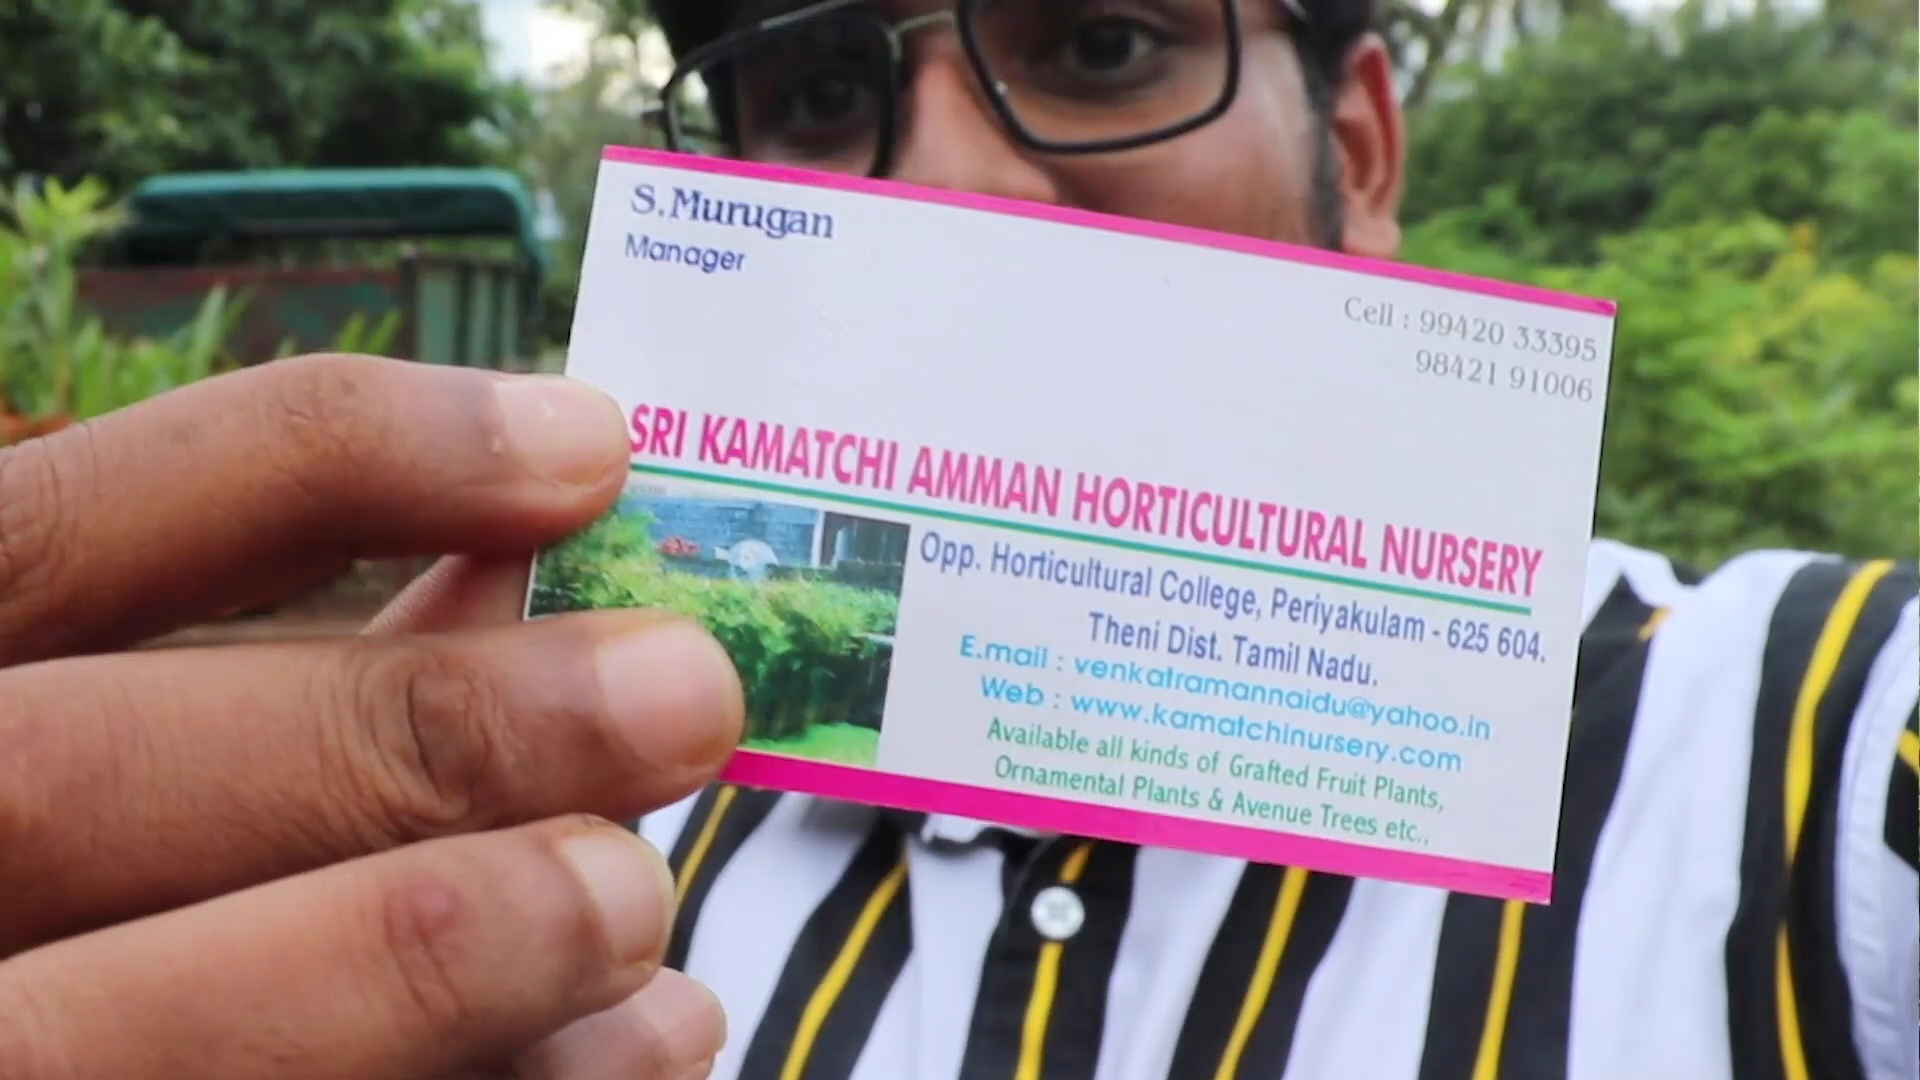 S.Murugan
Manager
Cell : 99420 33395
98421 91006
SRI KAMATCHI AMMAN HORTICULTURAL NURSERY
Opp. Horticultural College, Periyakulam - 625 604.
Theni Dist. Tamil Nadu.
E.mail : venkatramannaidu@yahoo.in
Web : www.kamatchinursery.com
Available all kinds of Grafted Fruit Plants,
Ornamental Plants & Avenue Trees etc.,